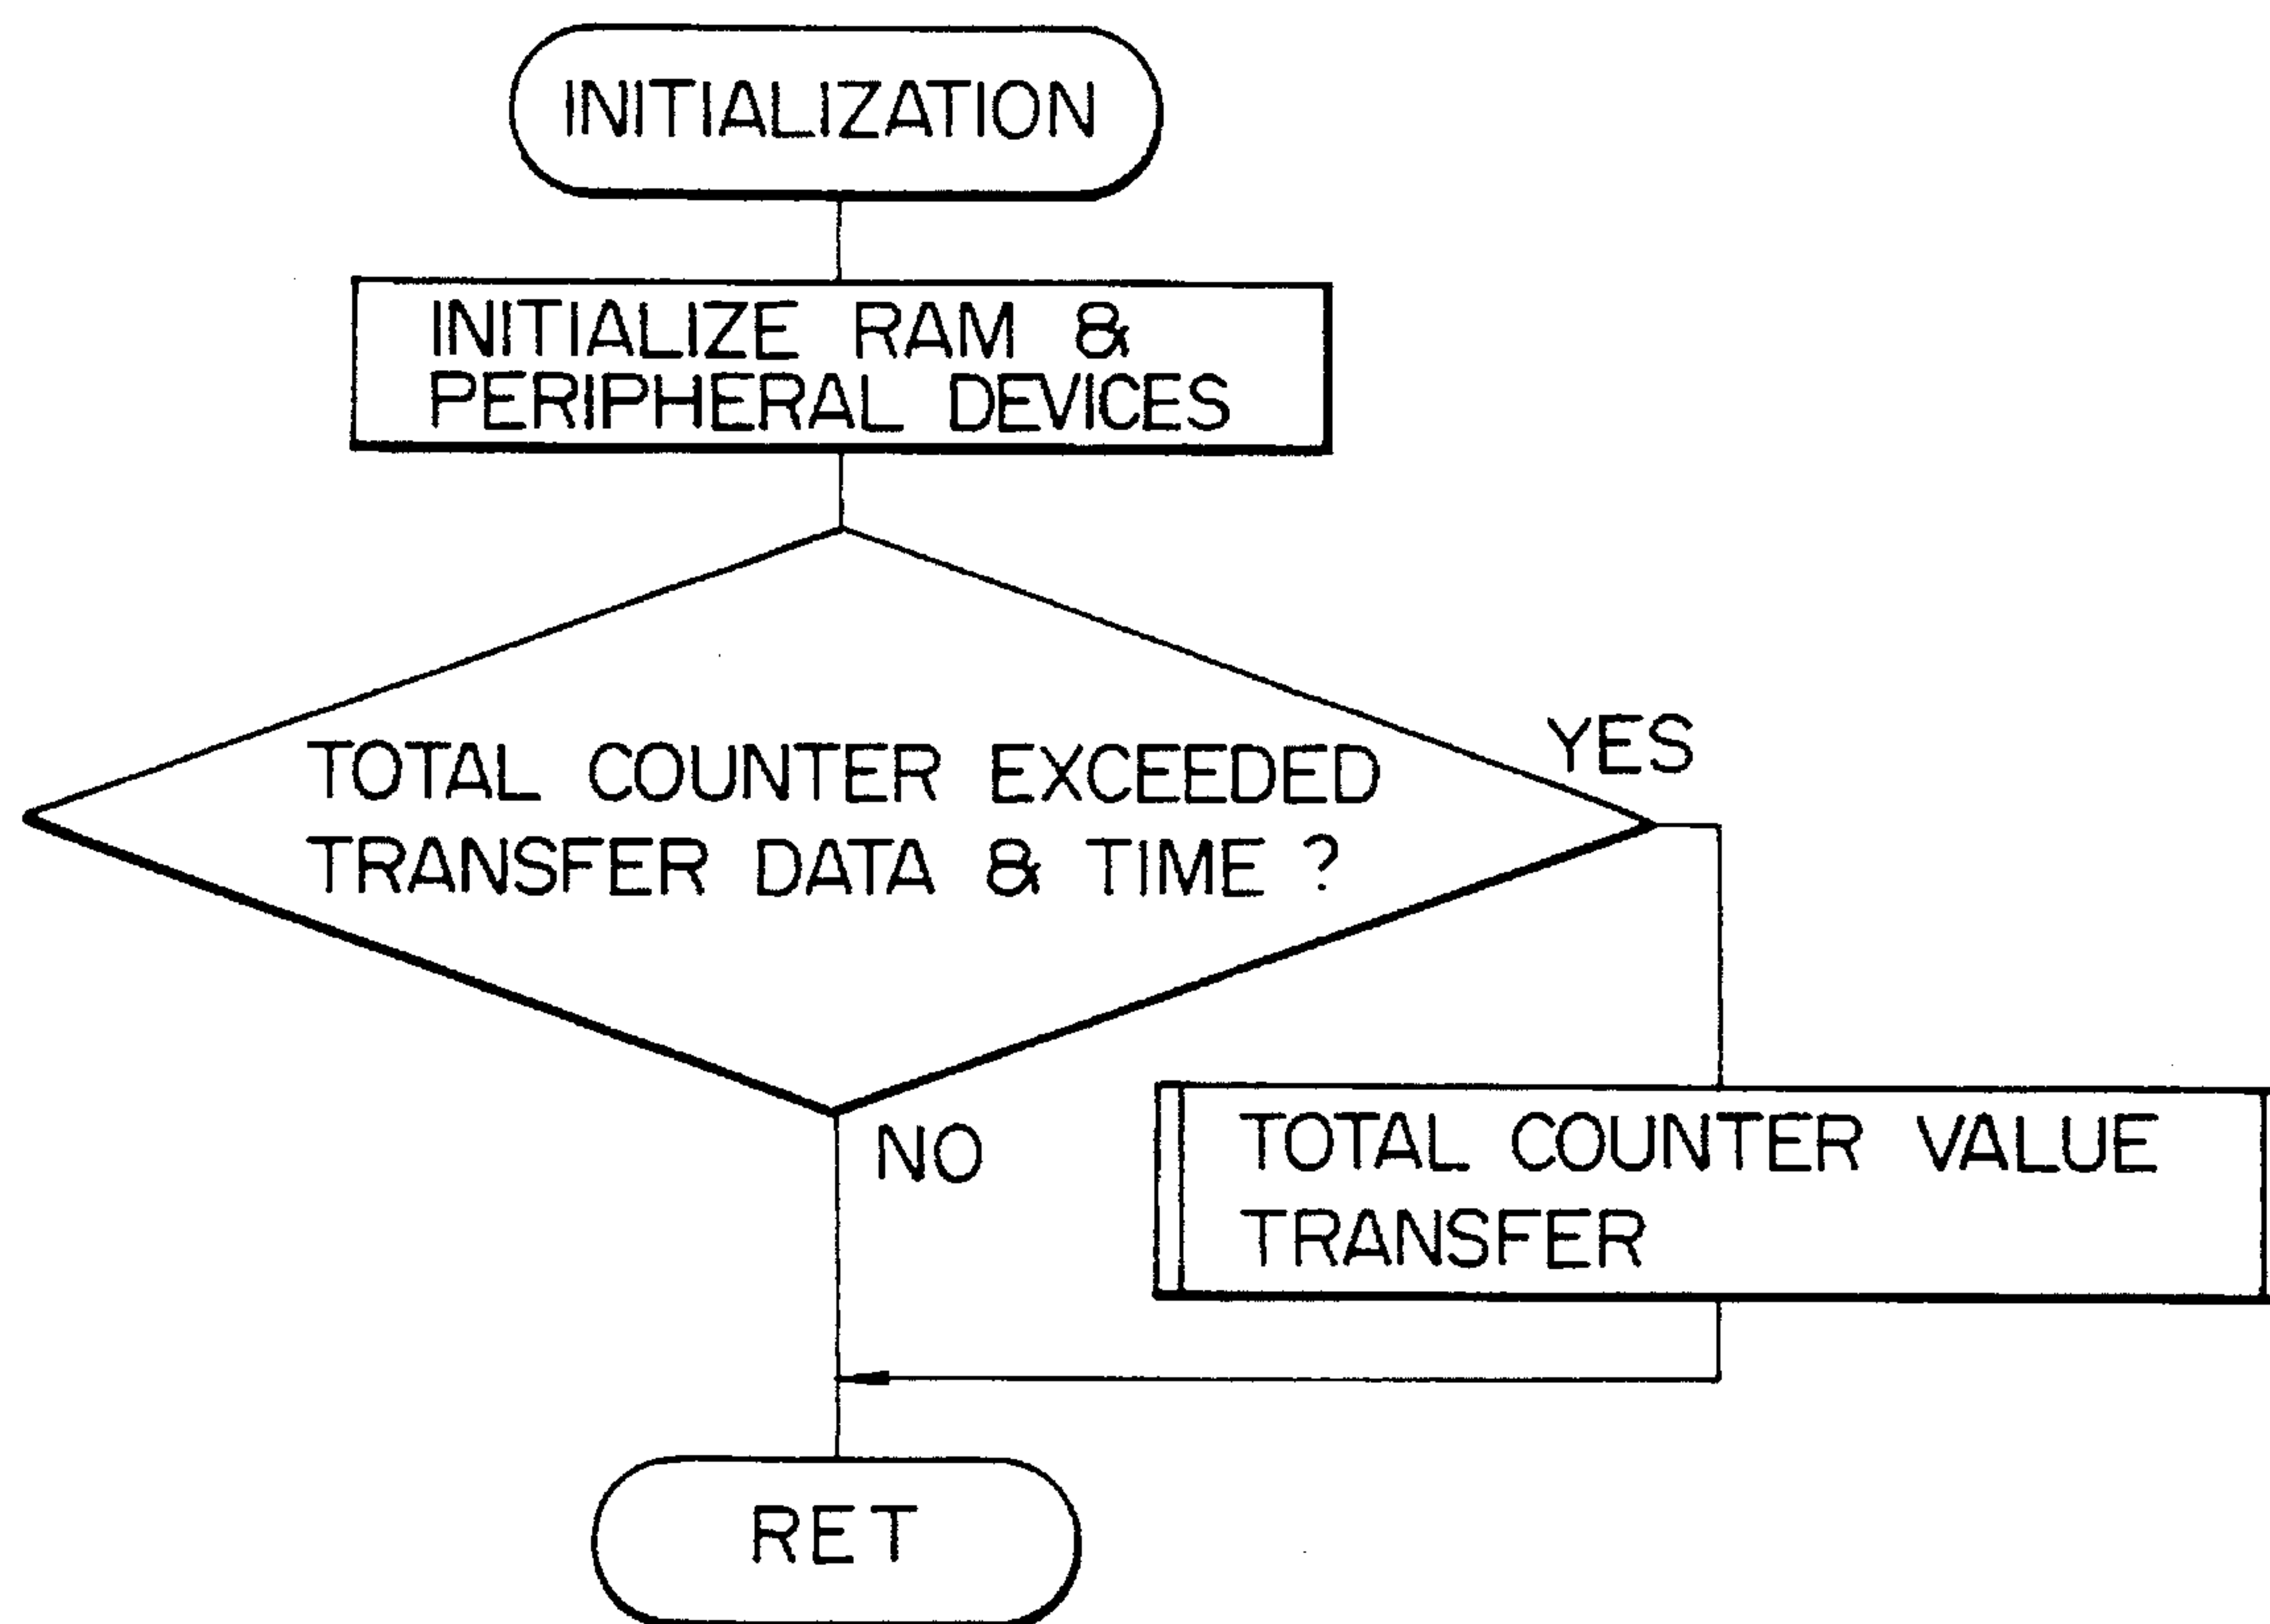 INITIALIZATION
INITIALIZE RAM &
PERIPHERAL DEVICES
TOTAL COUNTER EXCEEDED
TRANSFER DATA & TIME ?
YES
NO
TOTAL COUNTER VALUE
TRANSFER
RET